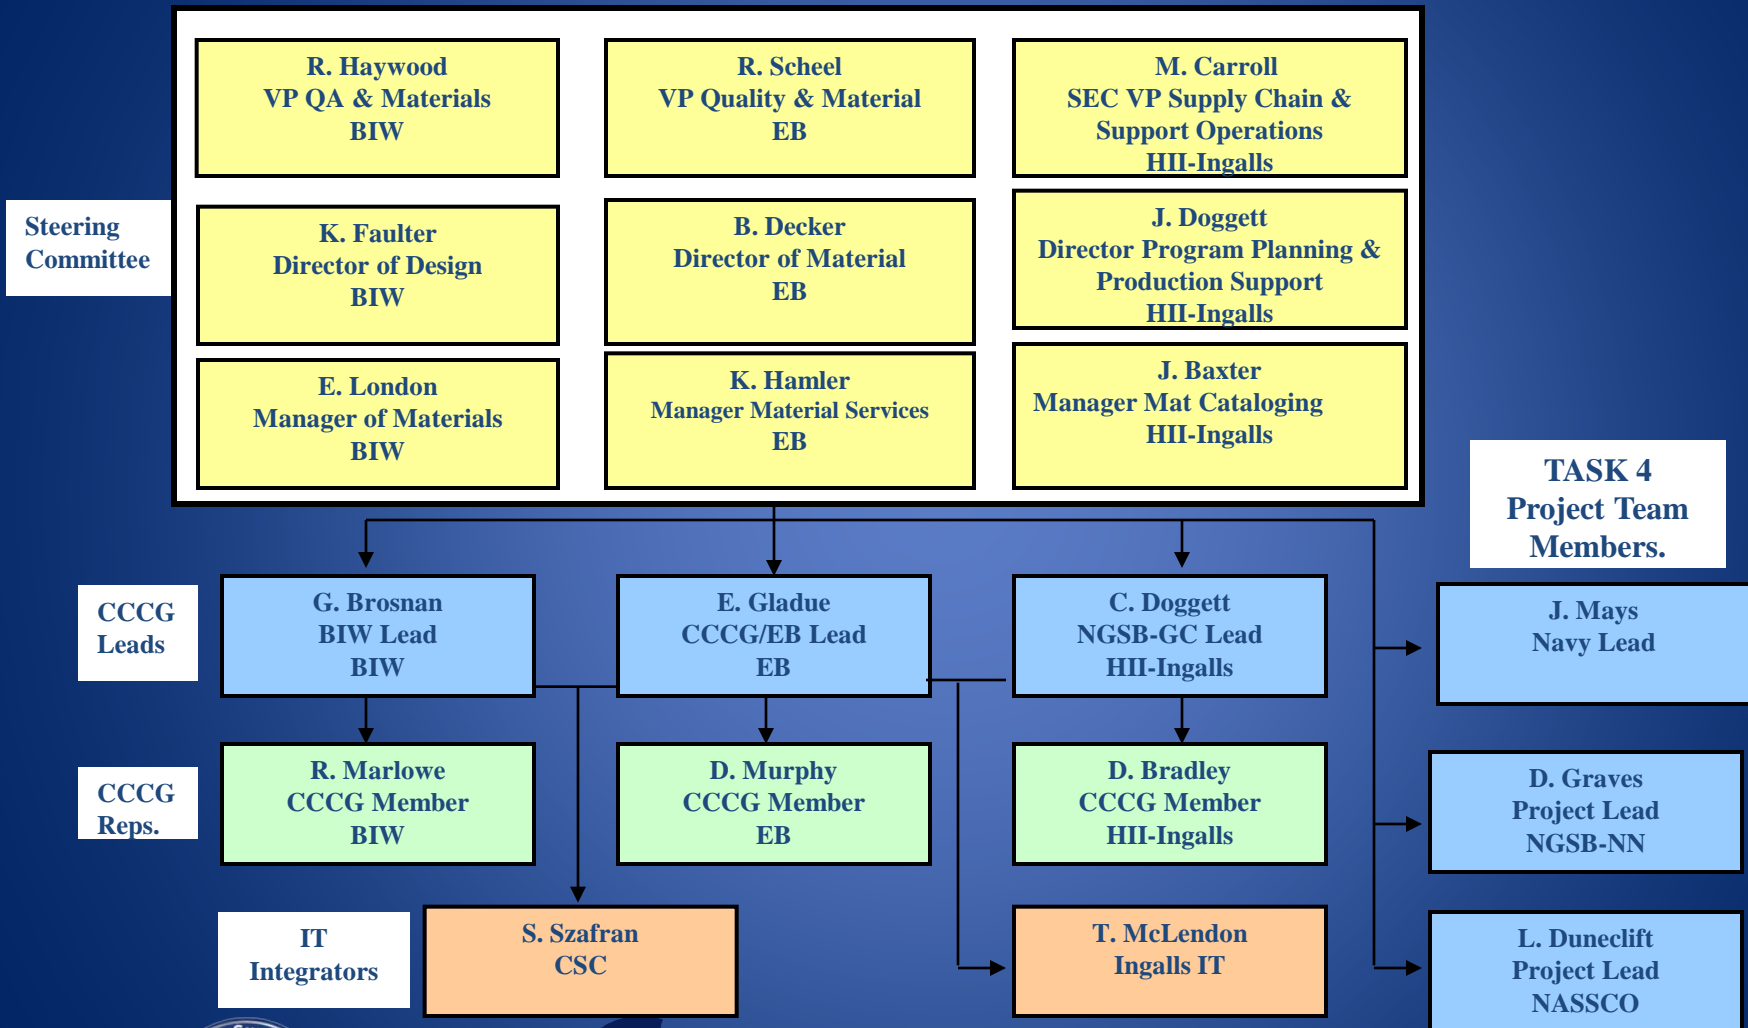 R. Haywood
VP QA & Materials
BIW
R. Scheel
VP Quality & Material
EB
M. Carroll
SEC VP Supply Chain &
Support Operations
HII-Ingalls
Steering
Committee
K. Faulter
Director of Design
BIW
B. Decker
Director of Material
EB
J. Doggett
Director Program Planning &
Production Support
HII-Ingalls
E. London
Manager of Materials
BIW
K. Hamler
Manager Material Services
EB
J. Baxter
Manager Mat Cataloging
HII-Ingalls
TASK 4
Project Team
Members.
CCCG
Leads
G. Brosnan
BIW Lead
BIW
E. Gladue
CCCG/EB Lead
EB
C. Doggett
NGSB-GC Lead
HII-Ingalls
J. Mays
Navy Lead
CCCG
Reps.
R. Marlowe
CCCG Member
BIW
D. Murphy
CCCG Member
EB
D. Bradley
CCCG Member
HII-Ingalls
D. Graves
Project Lead
NGSB-NN
IT
Integrators
S. Szafran
CSC
T. McLendon
Ingalls IT
L. Duneclift
Project Lead
NASSCO